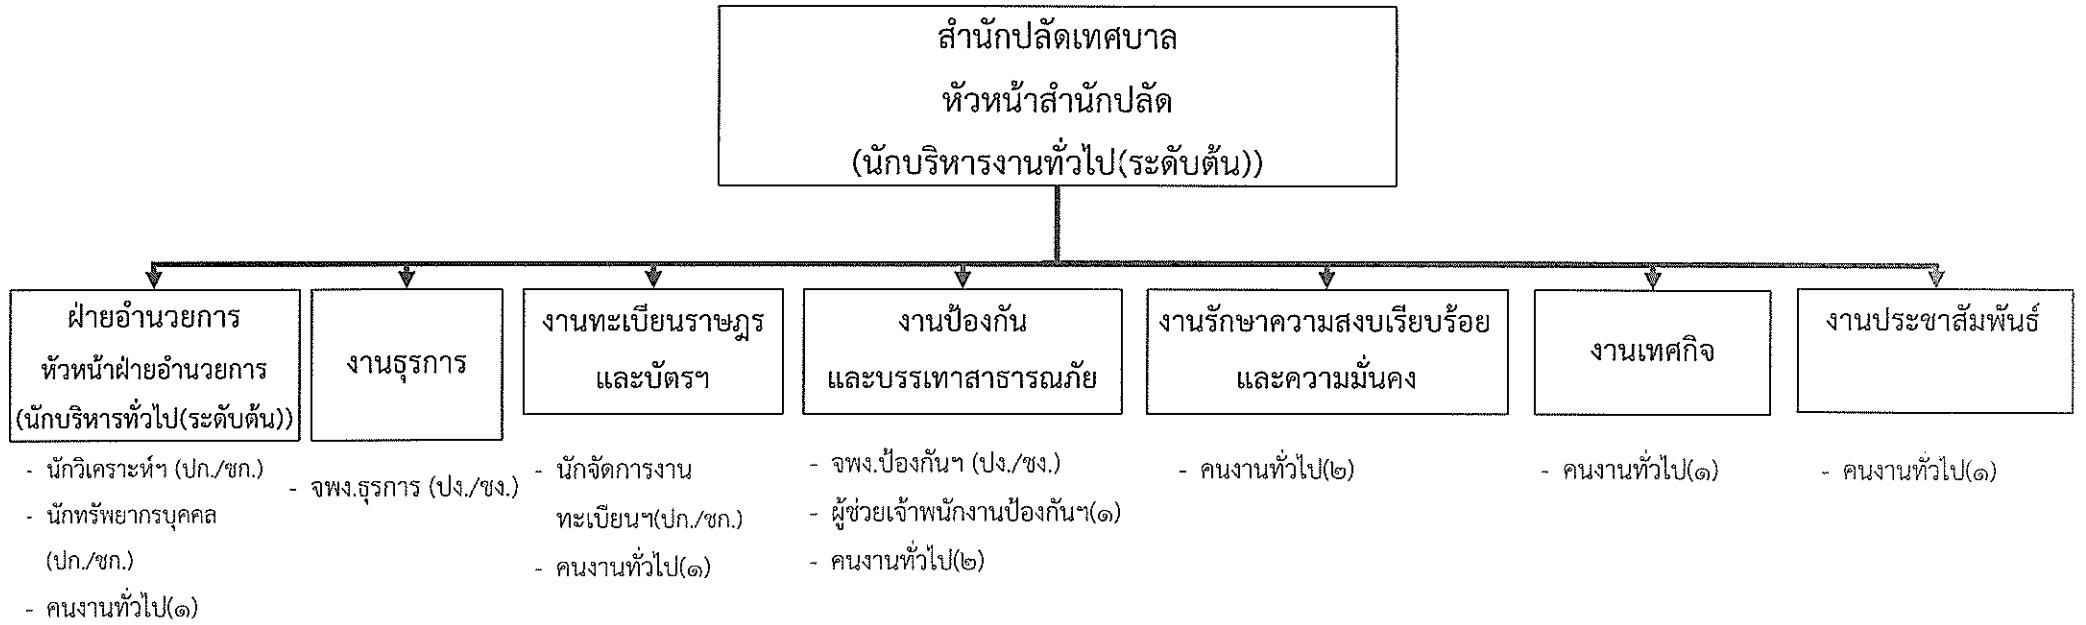 สำนักปลัดเทศบาล
หัวหน้าสำนักปลัด
(นักบริหารงานทั่วไป(ระดับต้น))
ฝ่ายอำนวยการ
หัวหน้าฝ่ายอำนวยการ
(นักบริหารทั่วไป(ระดับต้น))
- นักวิเคราะห์ฯ (ปก./ชก.)
- นักทรัพยากรบุคคล
(ปก./ชก.)
- คนงานทั่วไป(๑)
งานธุรการ
- จพง.ธุรการ (ปง./ชง.)
งานทะเบียนราษฎร
และบัตรฯ
- นักจัดการงาน
ทะเบียนฯ(ปก./ชก.)
- คนงานทั่วไป(๑)
งานป้องกัน
และบรรเทาสาธารณภัย
- จพง.ป้องกันฯ (ปง./ชง.)
- ผู้ช่วยเจ้าพนักงานป้องกันฯ(๑)
- คนงานทั่วไป(๒)
งานรักษาความสงบเรียบร้อย
และความมั่นคง
- คนงานทั่วไป(๒)
งานเทศกิจ
- คนงานทั่วไป(๑)
งานประชาสัมพันธ์
- คนงานทั่วไป(๑)